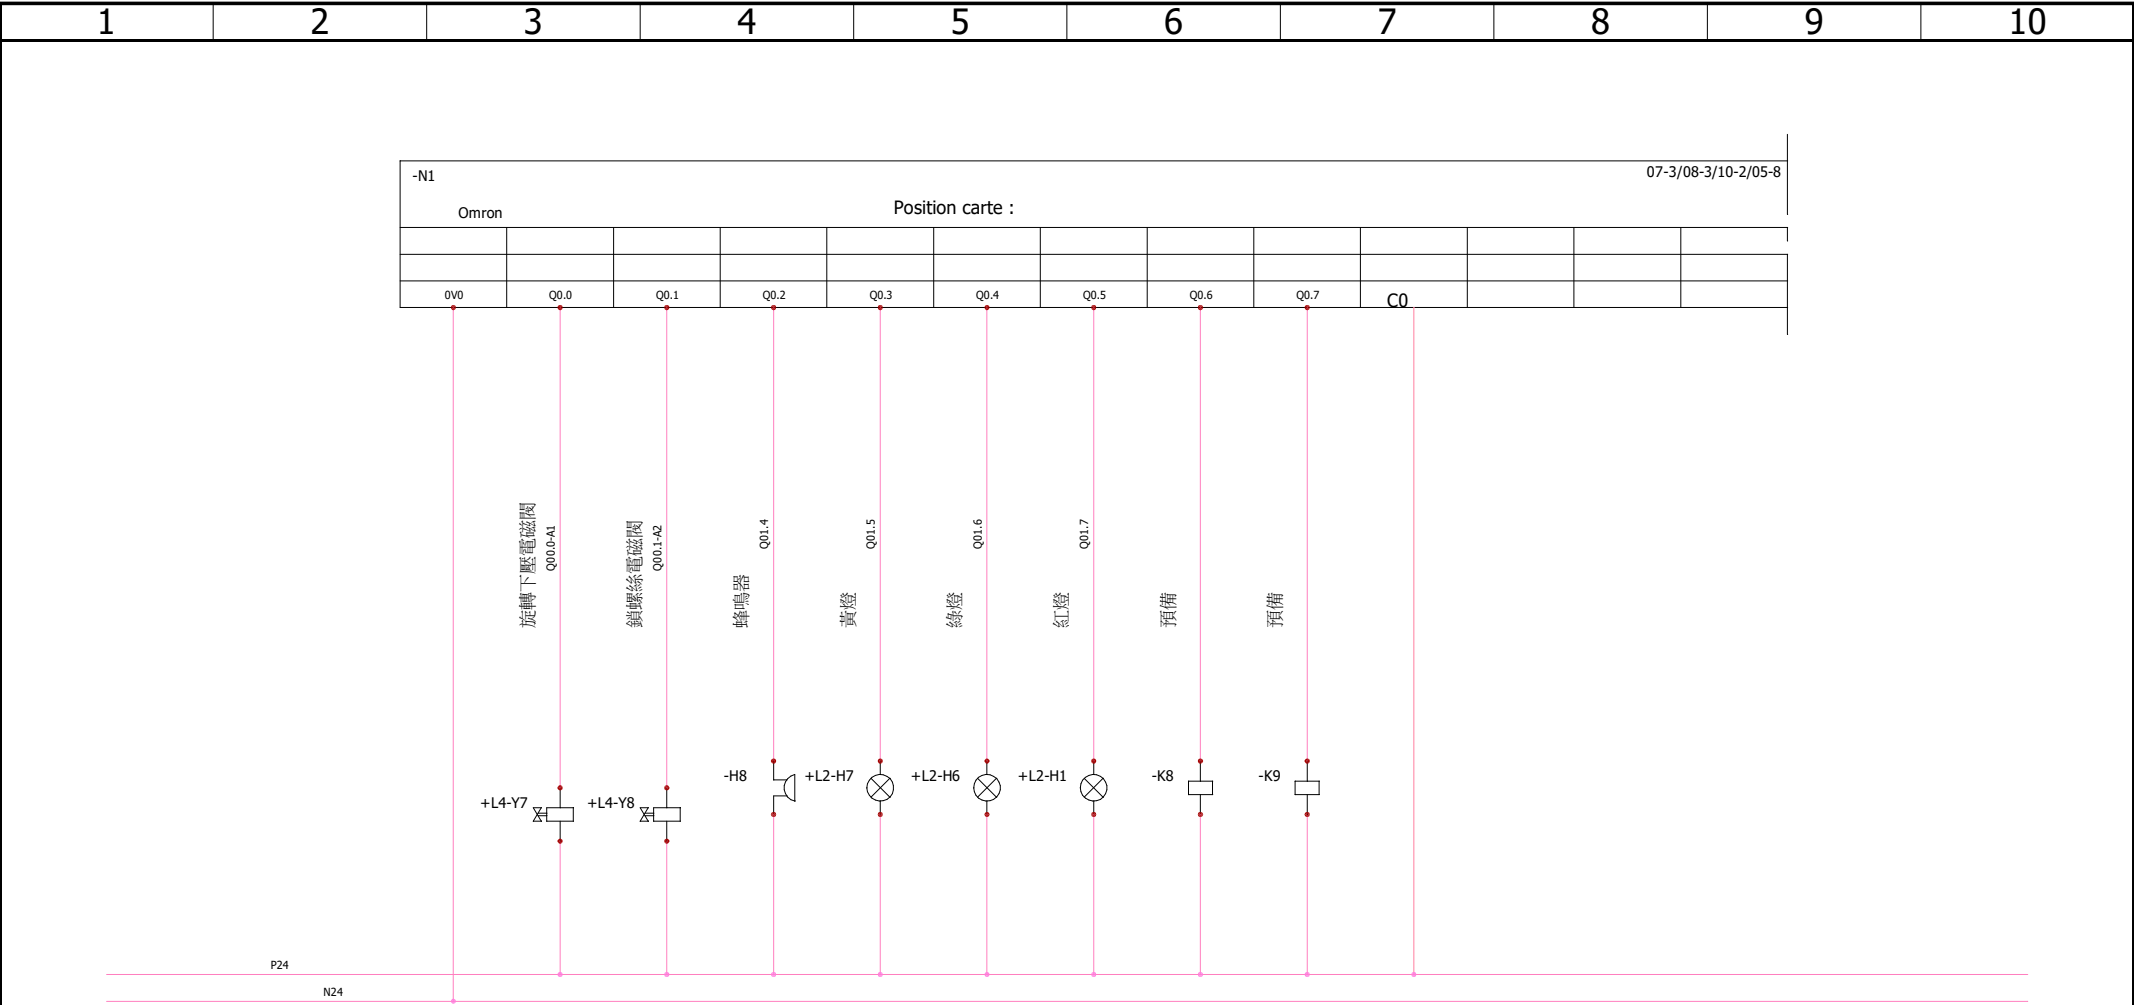 1 2 3 4 5 6 7 8 9 10
-N1 07-3/08-3/10-2/05-8
Omron Position carte :
0V0 Q0.0 Q0.1 Q0.2 Q0.3 Q0.4 Q0.5 Q0.6 Q0.7 C0
旋轉下壓電磁閥
Q00.0-A1
鎖螺絲電磁閥
Q00.1-A2
蜂鳴器
Q01.4
黃燈
Q01.5
綠燈
Q01.6
紅燈
Q01.7
預備
預備
+L4-Y7 +L4-Y8 -H8 +L2-H7 +L2-H6 +L2-H1 -K8 -K9
P24
N24